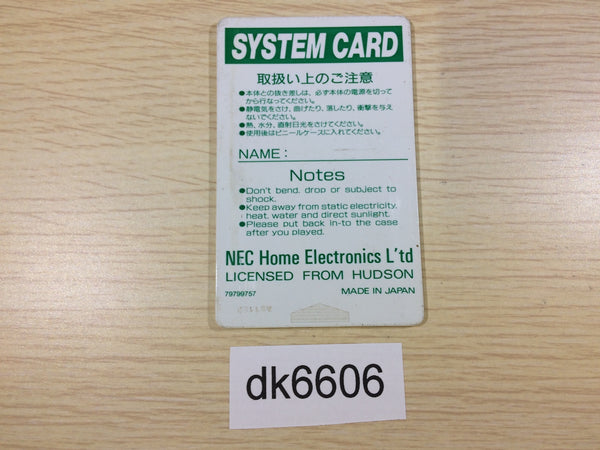 SYSTEM CARD
取扱い上のご注意
●本体との抜き差しは、必ず本体の電源を切って
から行なってください。
●静電気をさけ、曲げたり、落したり、衝撃を与え
ないでください。
●熱、水分、直射日光をさけてください。
●使用後はビニールケースに入れてください。
NAME:
Notes
●Don't bend, drop or subject to
shock.
●Keep away from static electricity,
heat, water and direct sunlight.
●Please put back in-to the case
after you played.
NEC Home Electronics L'td
LICENSED FROM HUDSON
79799757 MADE IN JAPAN
dk6606